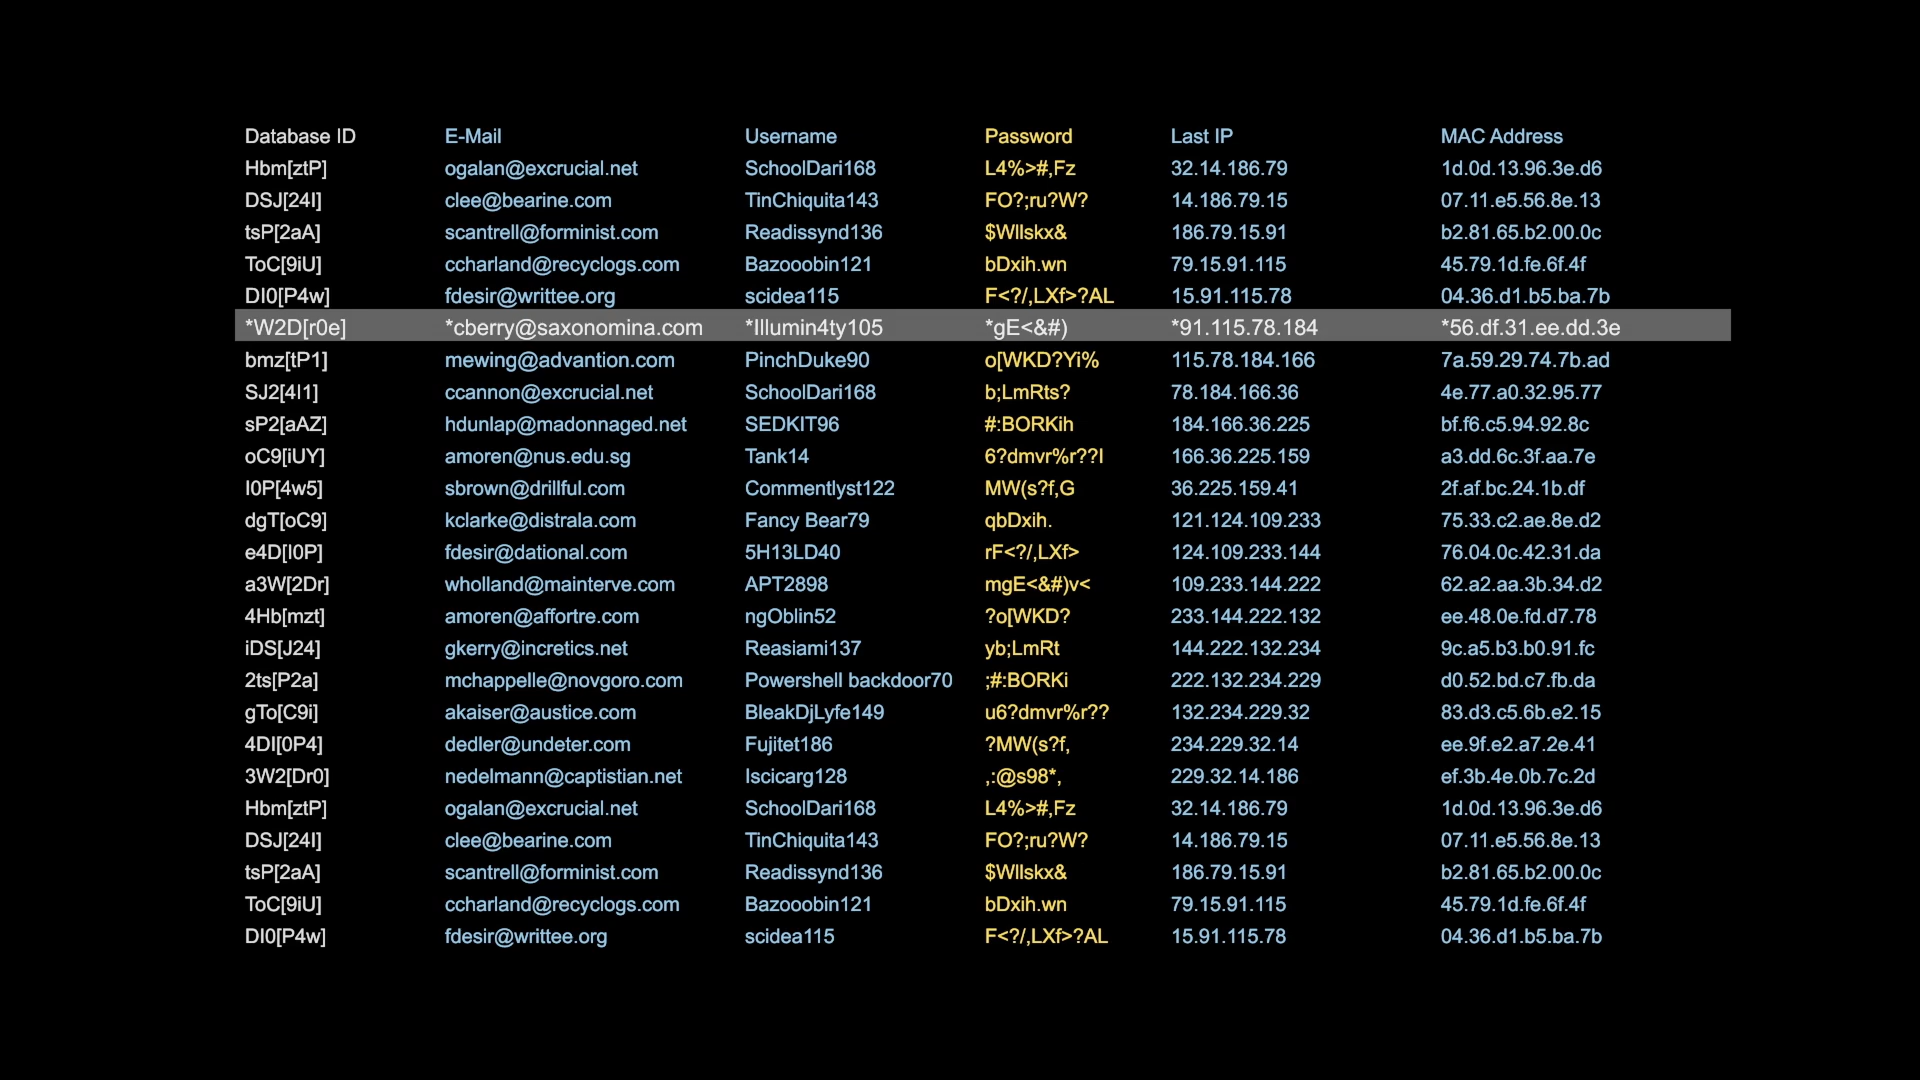 Database ID E-Mail Username Password Last IP MAC Address
Hbm[ztP] ogalan@excrucial.net SchoolDari168 L4%>#,Fz 32.14.186.79 1d.0d.13.96.3e.d6
DSJ[24I] clee@bearine.com TinChiquita143 FO?;ru?W? 14.186.79.15 07.11.e5.56.8e.13
tsP[2aA] scantrell@forminist.com Readissynd136 $WIlskx& 186.79.15.91 b2.81.65.b2.00.0c
ToC[9iU] ccharland@recyclogs.com Bazooobin121 bDxih.wn 79.15.91.115 45.79.1d.fe.6f.4f
DI0[P4w] fdesir@writtee.org scidea115 F<?/,LXf>?AL 15.91.115.78 04.36.d1.b5.ba.7b
*W2D[r0e] *cberry@saxonomina.com *Illumin4ty105 *gE<&#) *91.115.78.184 *56.df.31.ee.dd.3e
bmz[tP1] mewing@advantion.com PinchDuke90 o[WKD?Yi% 115.78.184.166 7a.59.29.74.7b.ad
SJ2[4I1] ccannon@excrucial.net SchoolDari168 b;LmRts? 78.184.166.36 4e.77.a0.32.95.77
sP2[aAZ] hdunlap@madonnaged.net SEDKIT96 #:BORKih 184.166.36.225 bf.f6.c5.94.92.8c
oC9[iUY] amoren@nus.edu.sg Tank14 6?dmvr%r??I 166.36.225.159 a3.dd.6c.3f.aa.7e
I0P[4w5] sbrown@drillful.com Commentlyst122 MW(s?f,G 36.225.159.41 2f.af.bc.24.1b.df
dgT[oC9] kclarke@distrala.com Fancy Bear79 qbDxih. 121.124.109.233 75.33.c2.ae.8e.d2
e4D[I0P] fdesir@dational.com 5H13LD40 rF<?/,LXf> 124.109.233.144 76.04.0c.42.31.da
a3W[2Dr] wholland@mainterve.com APT2898 mgE<&#)v< 109.233.144.222 62.a2.aa.3b.34.d2
4Hb[mzt] amoren@affortre.com ngOblin52 ?o[WKD? 233.144.222.132 ee.48.0e.fd.d7.78
iDS[J24] gkerry@incretics.net Reasiami137 yb;LmRt 144.222.132.234 9c.a5.b3.b0.91.fc
2ts[P2a] mchappelle@novgoro.com Powershell backdoor70 ;#:BORKi 222.132.234.229 d0.52.bd.c7.fb.da
gTo[C9i] akaiser@austice.com BleakDjLyfe149 u6?dmvr%r?? 132.234.229.32 83.d3.c5.6b.e2.15
4DI[0P4] dedler@undeter.com Fujitet186 ?MW(s?f, 234.229.32.14 ee.9f.e2.a7.2e.41
3W2[Dr0] nedelmann@captistian.net Iscicarg128 ,:@s98*, 229.32.14.186 ef.3b.4e.0b.7c.2d
Hbm[ztP] ogalan@excrucial.net SchoolDari168 L4%>#,Fz 32.14.186.79 1d.0d.13.96.3e.d6
DSJ[24I] clee@bearine.com TinChiquita143 FO?;ru?W? 14.186.79.15 07.11.e5.56.8e.13
tsP[2aA] scantrell@forminist.com Readissynd136 $WIlskx& 186.79.15.91 b2.81.65.b2.00.0c
ToC[9iU] ccharland@recyclogs.com Bazooobin121 bDxih.wn 79.15.91.115 45.79.1d.fe.6f.4f
DI0[P4w] fdesir@writtee.org scidea115 F<?/,LXf>?AL 15.91.115.78 04.36.d1.b5.ba.7b